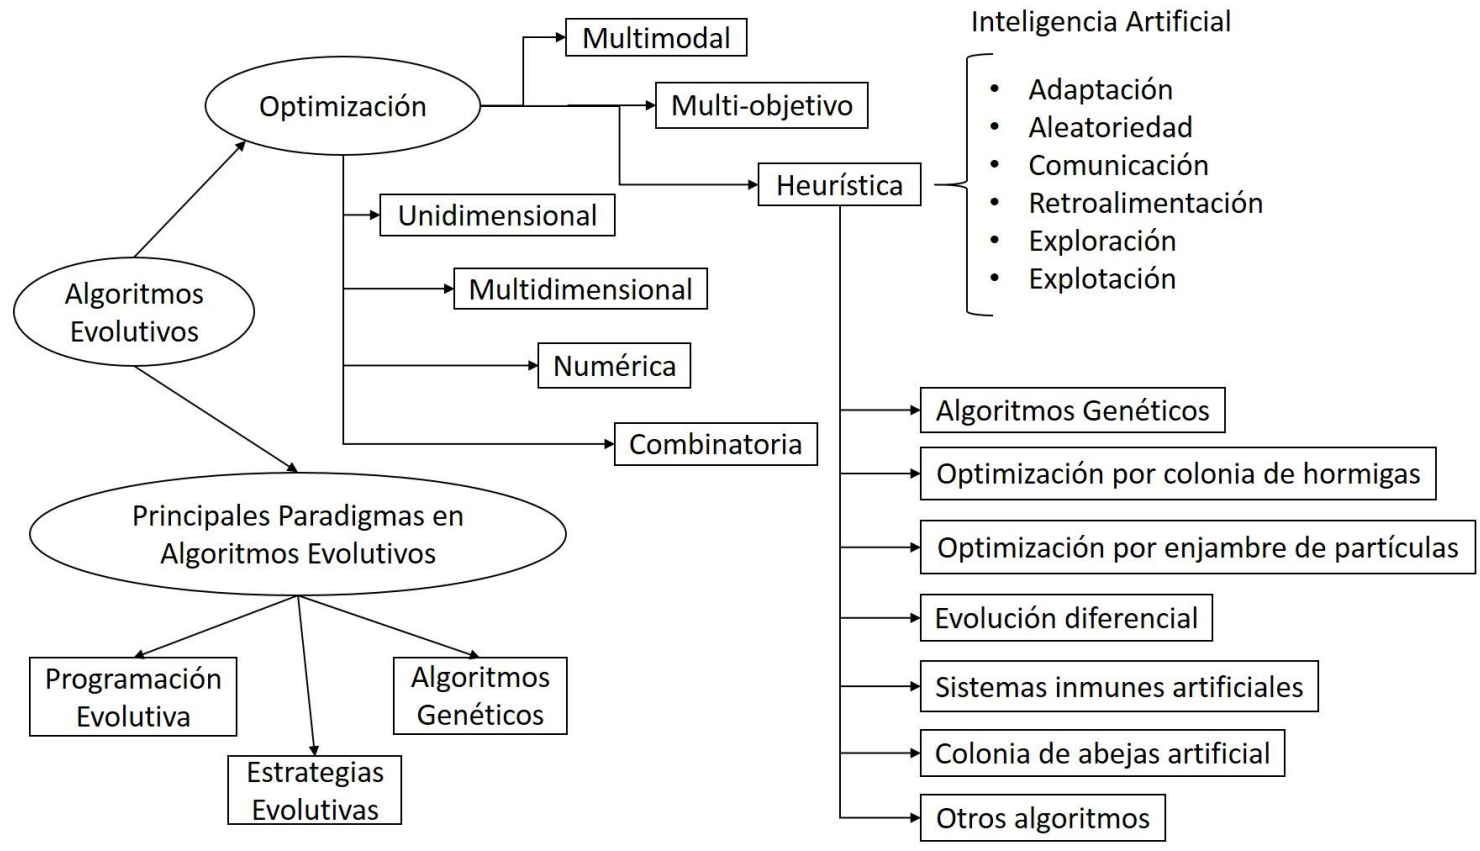 Inteligencia Artificial
Multimodal
Optimización
Multi-objetivo
Adaptación
Aleatoriedad
Comunicación
Retroalimentación
Exploración
Explotación
Heurística
Unidimensional
Multidimensional
Numérica
Combinatoria
Algoritmos
Evolutivos
Algoritmos Genéticos
Optimización por colonia de hormigas
Optimización por enjambre de partículas
Evolución diferencial
Sistemas inmunes artificiales
Colonia de abejas artificial
Otros algoritmos
Principales Paradigmas en
Algoritmos Evolutivos
Programación
Evolutiva
Estrategias
Evolutivas
Algoritmos
Genéticos